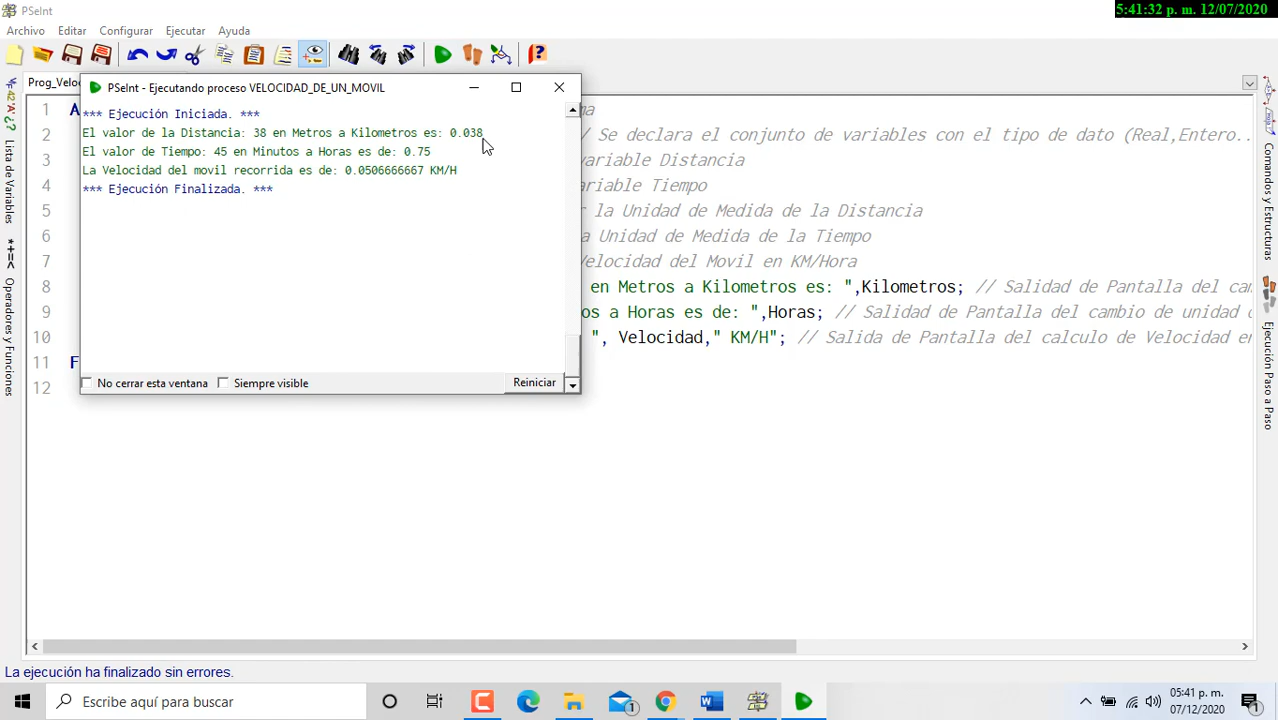 PSeInt
5:41:32 p. m. 12/07/2020
Archivo Editar Configurar Ejecutar Ayuda
Prog_Velo
PSeInt - Ejecutando proceso VELOCIDAD_DE_UN_MOVIL
*** Ejecución Iniciada. ***
El valor de la Distancia: 38 en Metros a Kilometros es: 0.038
El valor de Tiempo: 45 en Minutos a Horas es de: 0.75
La Velocidad del movil recorrida es de: 0.0506666667 KM/H
*** Ejecución Finalizada. ***
No cerrar esta ventana
Siempre visible
Reiniciar
1 A ma
2 / Se declara el conjunto de variables con el tipo de dato (Real,Entero..
3 variable Distancia
4 riable Tiempo
5 r la Unidad de Medida de la Distancia
6 a Unidad de Medida de la Tiempo
7 Velocidad del Movil en KM/Hora
8 en Metros a Kilometros es: ",Kilometros; // Salidad de Pantalla del cam
9 os a Horas es de: ",Horas; // Salidad de Pantalla del cambio de unidad d
10 ", Velocidad," KM/H"; // Salida de Pantalla del calculo de Velocidad en
11 F
12
Lista de Variables
*+=< Operadores y Funciones
Comandos y Estructuras
Ejecución Paso a Paso
La ejecución ha finalizado sin errores.
Escribe aquí para buscar
1
05:41 p. m.
07/12/2020
1